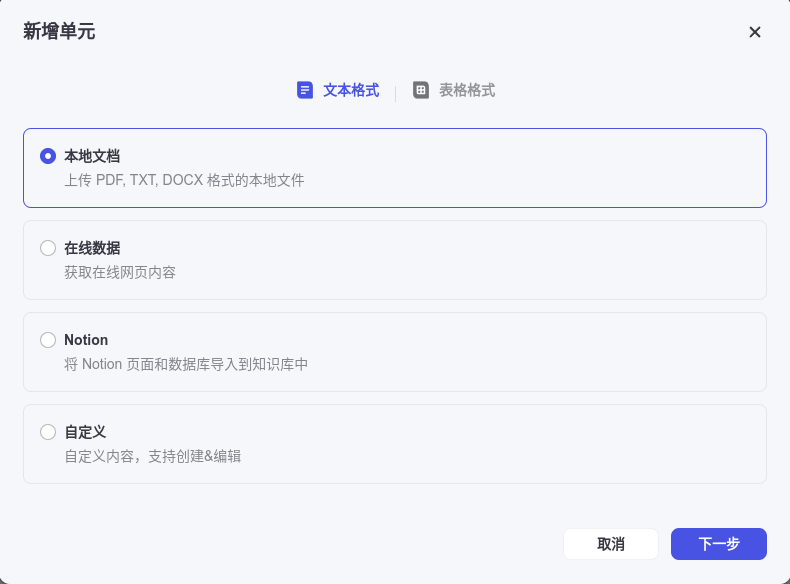 新增单元
文本格式
表格格式
本地文档
上传 PDF, TXT, DOCX 格式的本地文件
在线数据
获取在线网页内容
Notion
将 Notion 页面和数据库导入到知识库中
自定义
自定义内容，支持创建&编辑
取消
下一步